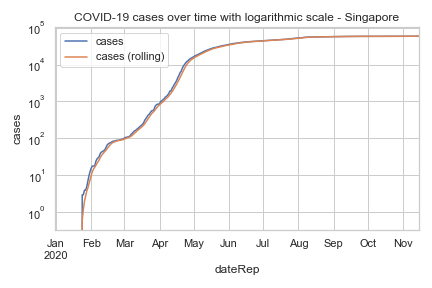 COVID-19 cases over time with logarithmic scale - Singapore
cases
cases (rolling)
10^5
10^4
10^3
10^2
10^1
10^0
cases
Jan Feb Mar Apr May Jun Jul Aug Sep Oct Nov
2020
dateRep